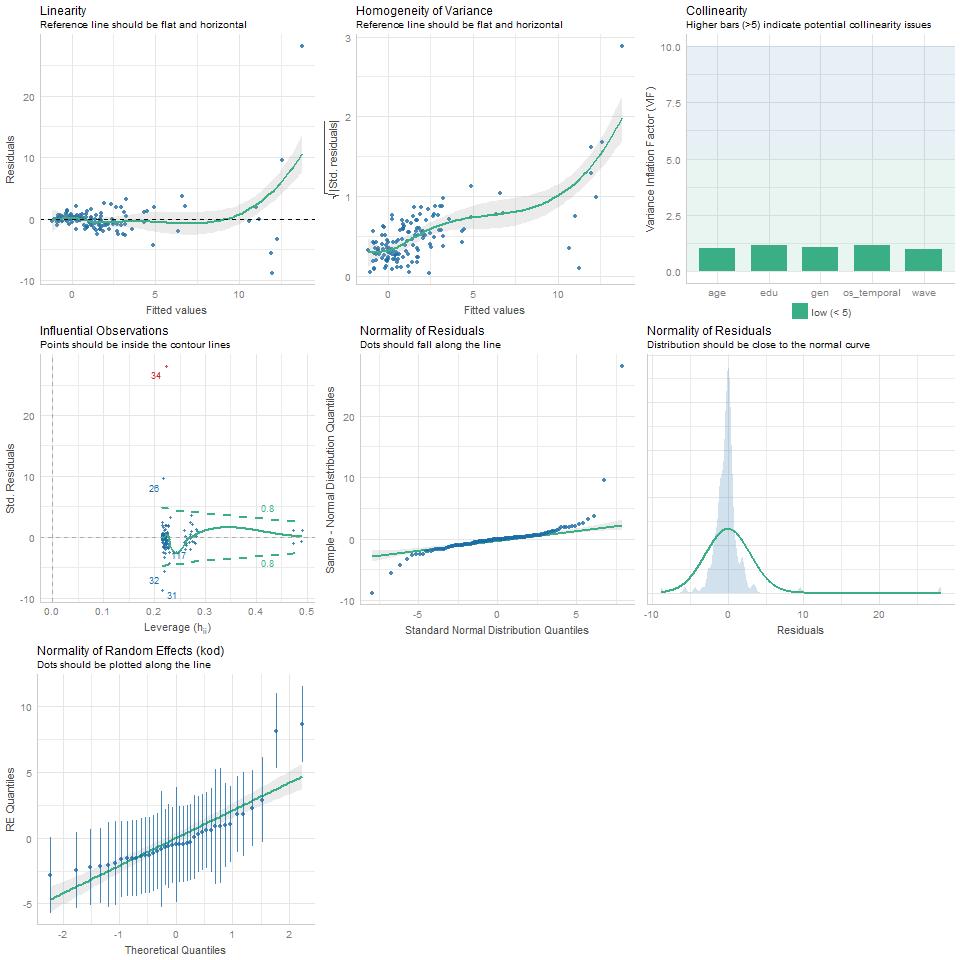 Linearity
Reference line should be flat and horizontal
Residuals
20
10
0
-10
0
5
10
Fitted values
Homogeneity of Variance
Reference line should be flat and horizontal
√|Std. residuals|
3
2
1
0
0
5
10
Fitted values
Collinearity
Higher bars (>5) indicate potential collinearity issues
Variance Inflation Factor (VIF)
10.0
7.5
5.0
2.5
0.0
age
edu
gen
os_temporal
wave
low (< 5)
Influential Observations
Points should be inside the contour lines
Std. Residuals
20
10
0
-10
34
26
0.8
0.8
32
31
0.0
0.1
0.2
0.3
0.4
0.5
Leverage (hii)
Normality of Residuals
Dots should fall along the line
Sample - Normal Distribution Quantiles
20
10
0
-10
-5
0
5
Standard Normal Distribution Quantiles
Normality of Residuals
Distribution should be close to the normal curve
-10
0
10
20
Residuals
Normality of Random Effects (kod)
Dots should be plotted along the line
RE Quantiles
10
5
0
-5
-2
-1
0
1
2
Theoretical Quantiles